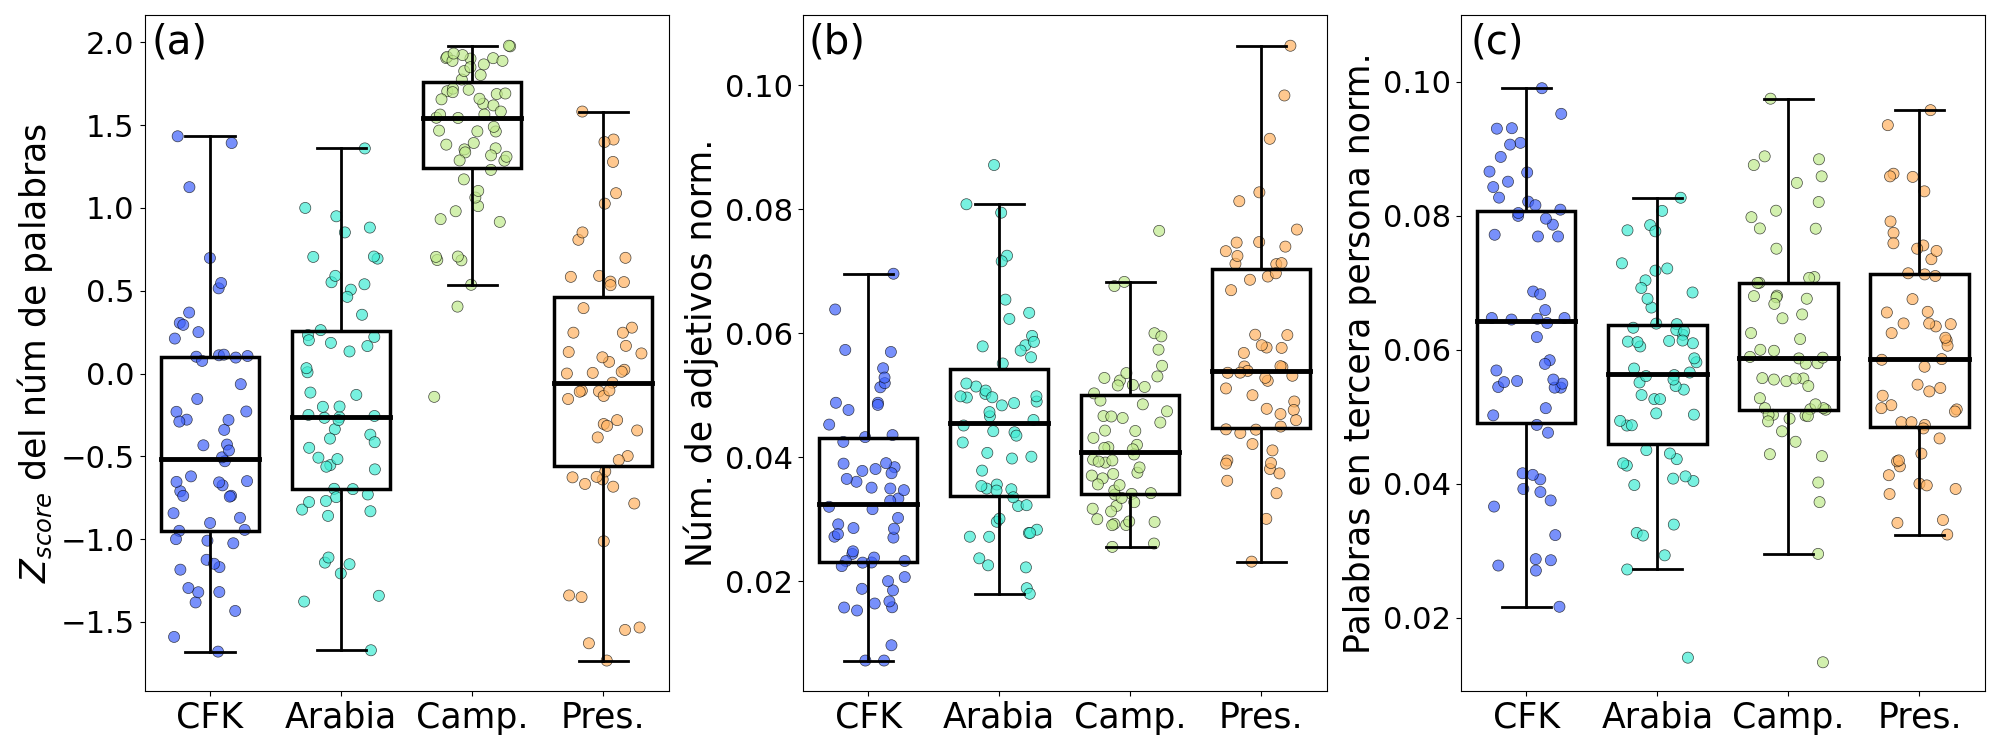 (a)
Z_score del núm de palabras
2.0
1.5
1.0
0.5
0.0
−0.5
−1.0
−1.5
CFK Arabia Camp. Pres.
(b)
Núm. de adjetivos norm.
0.10
0.08
0.06
0.04
0.02
CFK Arabia Camp. Pres.
(c)
Palabras en tercera persona norm.
0.10
0.08
0.06
0.04
0.02
CFK Arabia Camp. Pres.